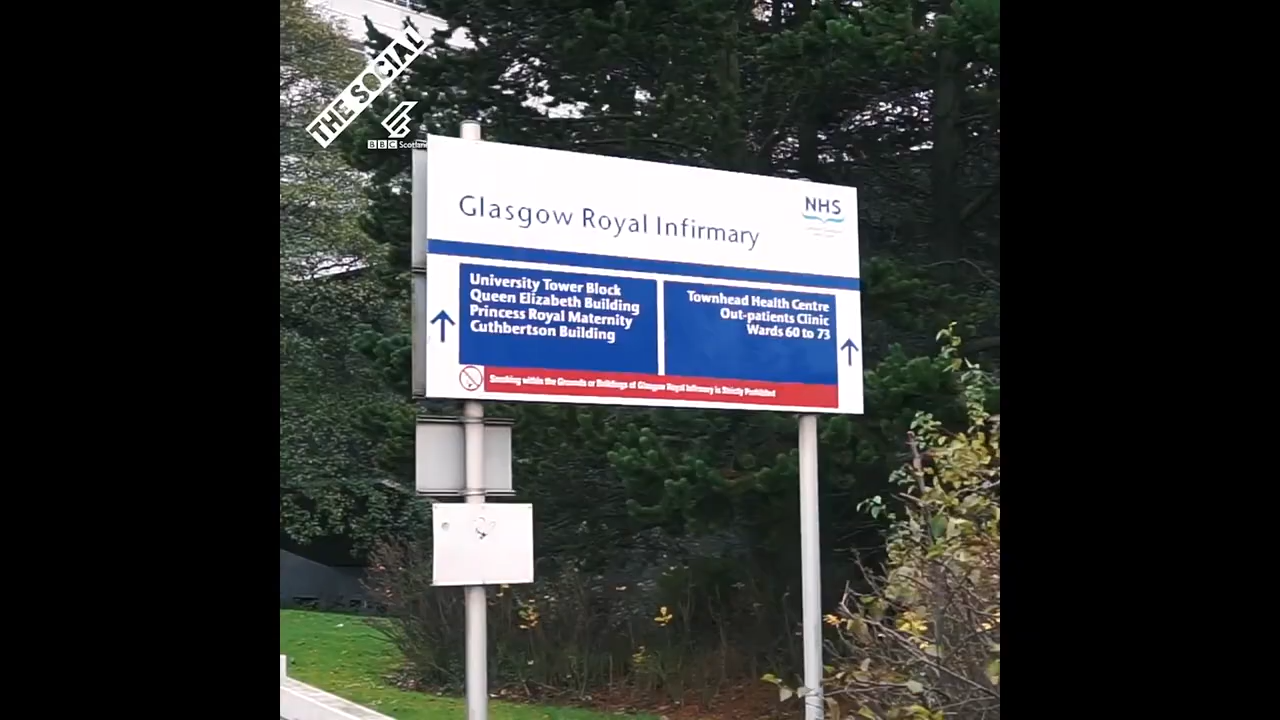 THE SOCIAL
BBC Scotland
Glasgow Royal Infirmary
NHS
University Tower Block
Queen Elizabeth Building
Princess Royal Maternity
Cuthbertson Building
Townhead Health Centre
Out-patients Clinic
Wards 60 to 73
Smoking within the Grounds or Buildings of Glasgow Royal Infirmary is Strictly Prohibited